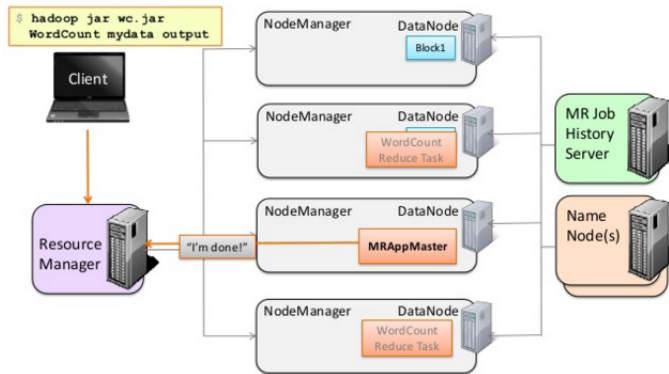 $ hadoop jar wc.jar
WordCount mydata output
Client
Resource
Manager
"I'm done!"
NodeManager
DataNode
Block1
NodeManager
DataNode
WordCount
Reduce Task
NodeManager
DataNode
MRAppMaster
NodeManager
DataNode
WordCount
Reduce Task
MR Job
History
Server
Name
Node(s)